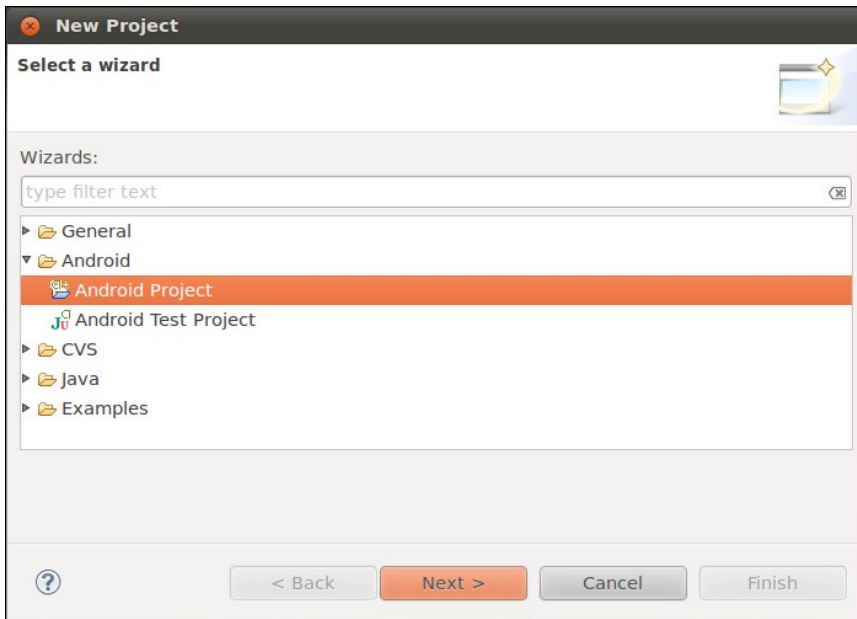 New Project
Select a wizard
Wizards:
type filter text
General
Android
Android Project
Android Test Project
CVS
Java
Examples
< Back Next > Cancel Finish